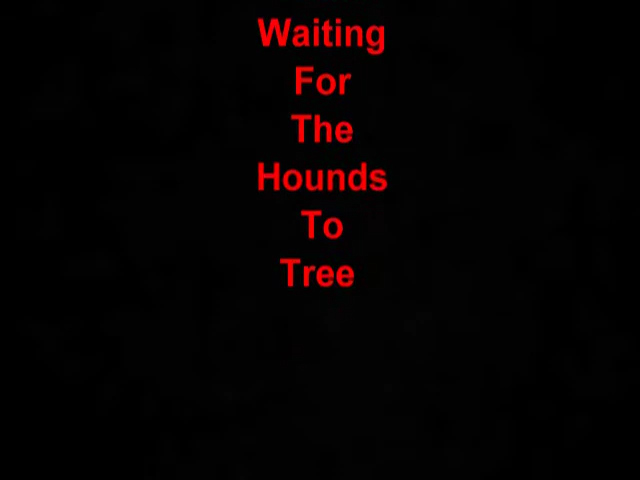 Waiting
For
The
Hounds
To
Tree